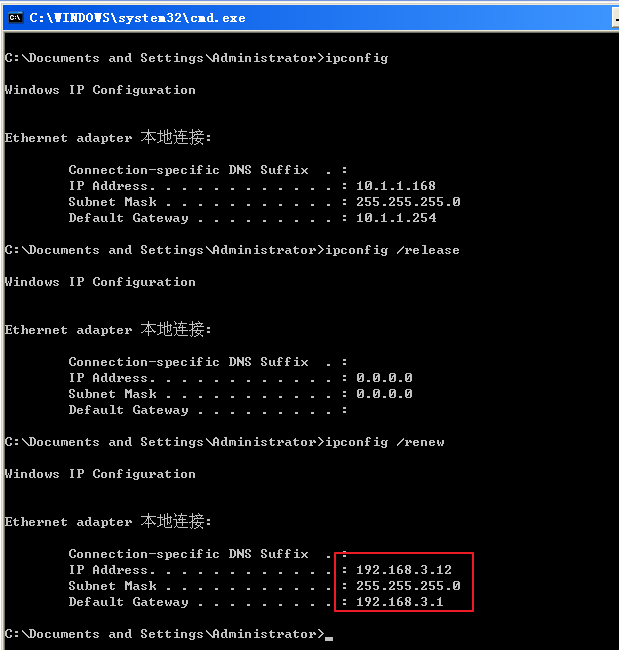 C:\WINDOWS\system32\cmd.exe
C:\Documents and Settings\Administrator>ipconfig
Windows IP Configuration
Ethernet adapter 本地连接:
Connection-specific DNS Suffix  . :
IP Address. . . . . . . . . . . . : 10.1.1.168
Subnet Mask . . . . . . . . . . . : 255.255.255.0
Default Gateway . . . . . . . . . : 10.1.1.254
C:\Documents and Settings\Administrator>ipconfig /release
Windows IP Configuration
Ethernet adapter 本地连接:
Connection-specific DNS Suffix  . :
IP Address. . . . . . . . . . . . : 0.0.0.0
Subnet Mask . . . . . . . . . . . : 0.0.0.0
Default Gateway . . . . . . . . . :
C:\Documents and Settings\Administrator>ipconfig /renew
Windows IP Configuration
Ethernet adapter 本地连接:
Connection-specific DNS Suffix  . :
IP Address. . . . . . . . . . . . : 192.168.3.12
Subnet Mask . . . . . . . . . . . : 255.255.255.0
Default Gateway . . . . . . . . . : 192.168.3.1
C:\Documents and Settings\Administrator>_